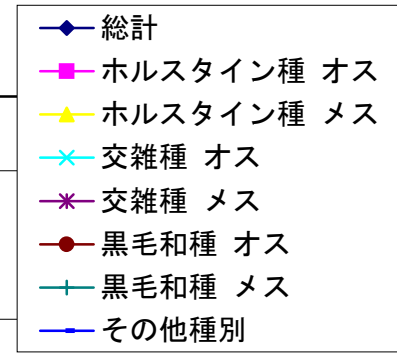 総計
ホルスタイン種 オス
ホルスタイン種 メス
交雑種 オス
交雑種 メス
黒毛和種 オス
黒毛和種 メス
その他種別